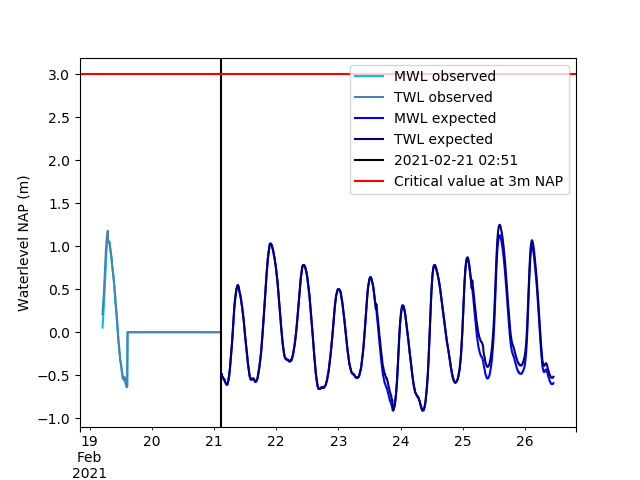 MWL observed
TWL observed
MWL expected
TWL expected
2021-02-21 02:51
Critical value at 3m NAP
Waterlevel NAP (m)
3.0
2.5
2.0
1.5
1.0
0.5
0.0
−0.5
−1.0
19 20 21 22 23 24 25 26
Feb
2021